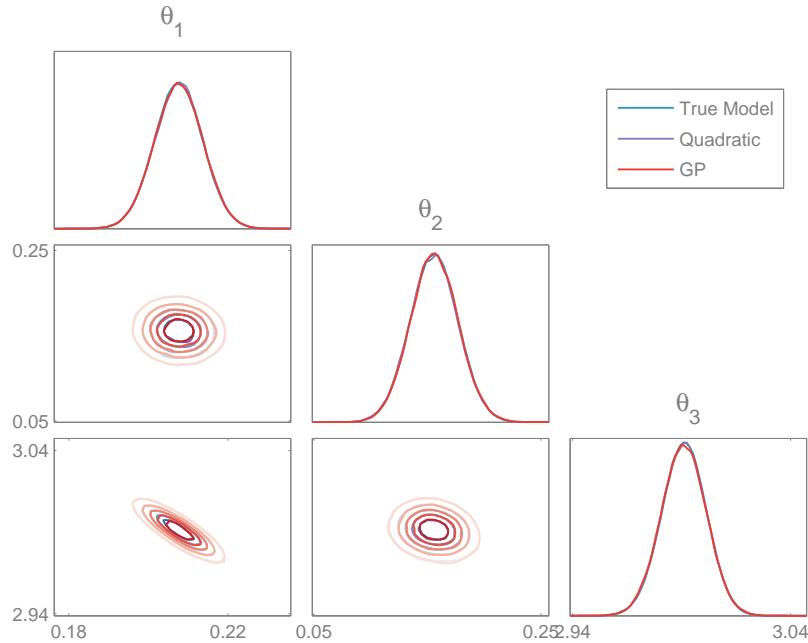 θ1
True Model
Quadratic
GP
θ2
0.25
0.05
θ3
3.04
2.94
0.18
0.22
0.05
0.25
2.94
3.04